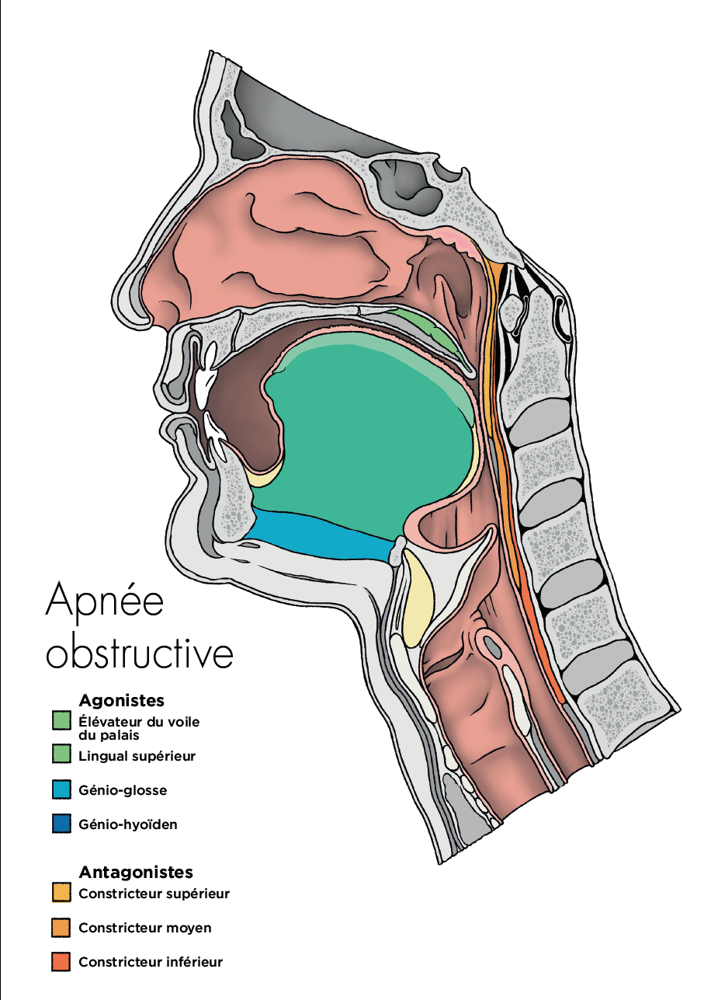 Apnée
obstructive
Agonistes
Élévateur du voile
du palais
Lingual supérieur
Génio-glosse
Génio-hyoïden
Antagonistes
Constricteur supérieur
Constricteur moyen
Constricteur inférieur